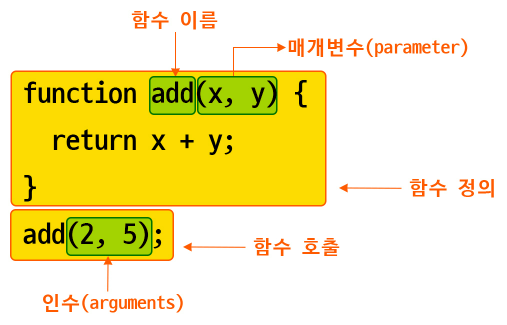 함수 이름
매개변수(parameter)
function add(x, y) {
return x + y;
}
함수 정의
add(2, 5);
함수 호출
인수(arguments)